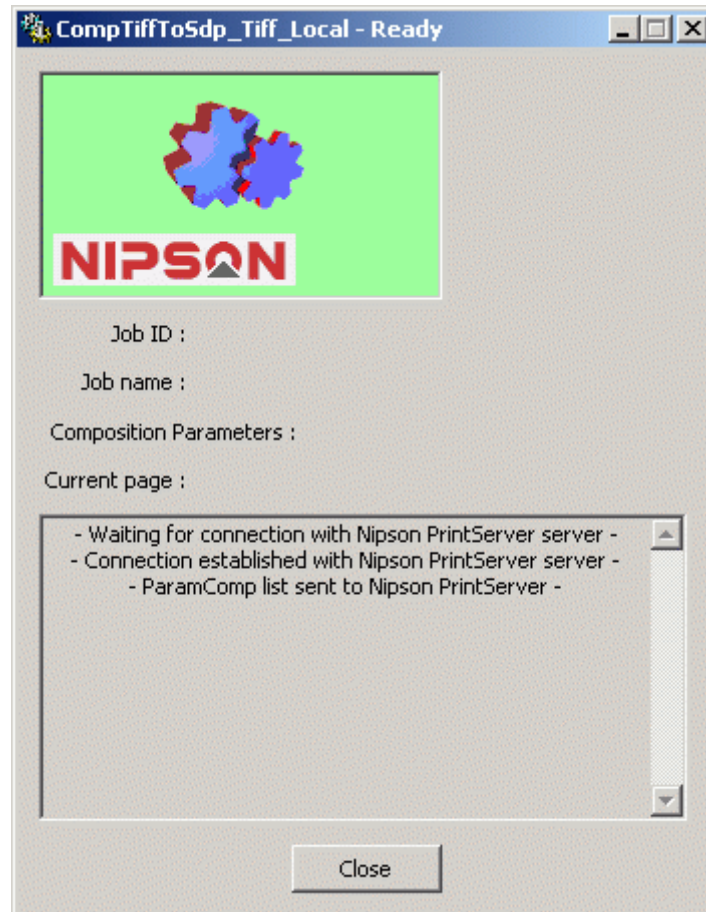 CompTiffToSdp_Tiff_Local - Ready
NIPSON
Job ID :
Job name :
Composition Parameters :
Current page :
- Waiting for connection with Nipson PrintServer server -
- Connection established with Nipson PrintServer server -
- ParamComp list sent to Nipson PrintServer -
Close